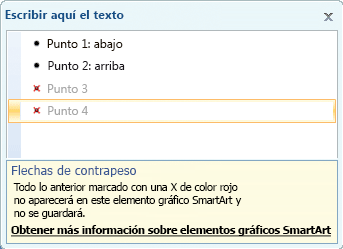 Escribir aquí el texto
Punto 1: abajo
Punto 2: arriba
Punto 3
Punto 4
Flechas de contrapeso
Todo lo anterior marcado con una X de color rojo
no aparecerá en este elemento gráfico SmartArt y
no se guardará.
Obtener más información sobre elementos gráficos SmartArt